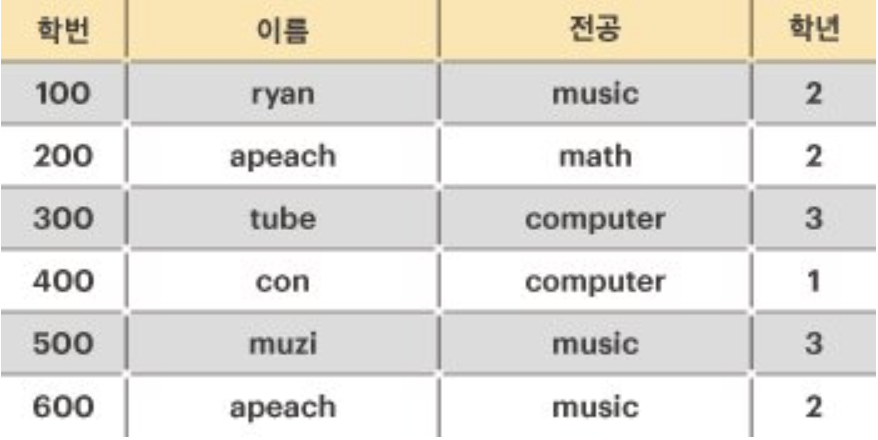 학번 이름 전공 학년
100 ryan music 2
200 apeach math 2
300 tube computer 3
400 con computer 1
500 muzi music 3
600 apeach music 2